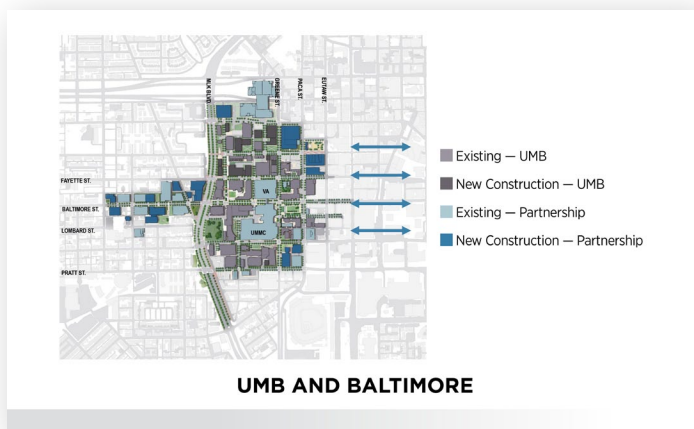 MLK BLVD.
GREENE ST.
PACA ST.
EUTAW ST.
FAYETTE ST.
BALTIMORE ST.
LOMBARD ST.
PRATT ST.
VA
UMMC
Existing — UMB
New Construction — UMB
Existing — Partnership
New Construction — Partnership
UMB AND BALTIMORE